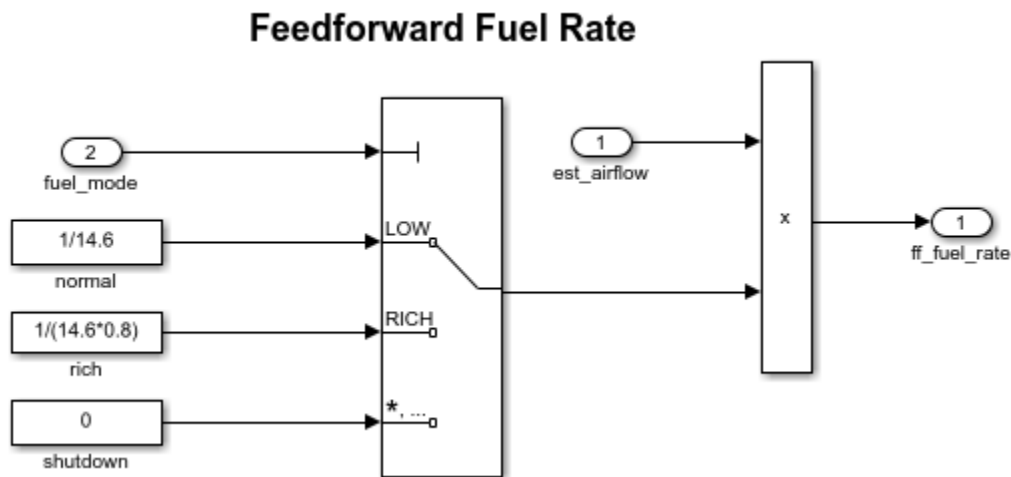 Feedforward Fuel Rate
2
fuel_mode
1/14.6
normal
1/(14.6*0.8)
rich
0
shutdown
LOW
RICH
*, ...
1
est_airflow
x
1
ff_fuel_rate